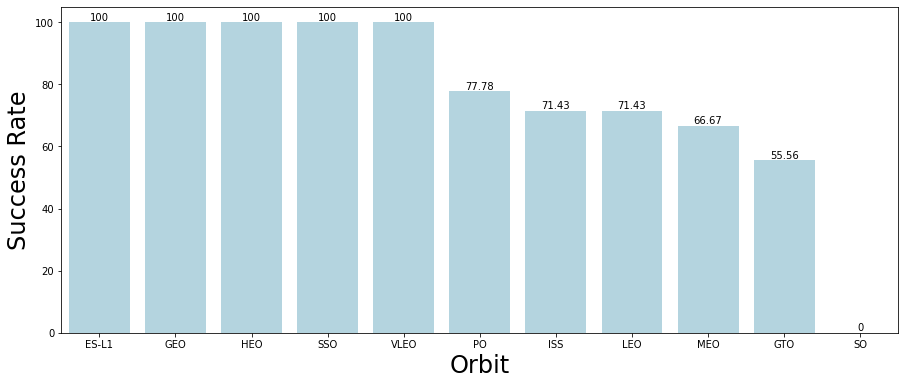 Success Rate
100
80
60
40
20
0
100 100 100 100 100 77.78 71.43 71.43 66.67 55.56 0
ES-L1 GEO HEO SSO VLEO PO ISS LEO MEO GTO SO
Orbit